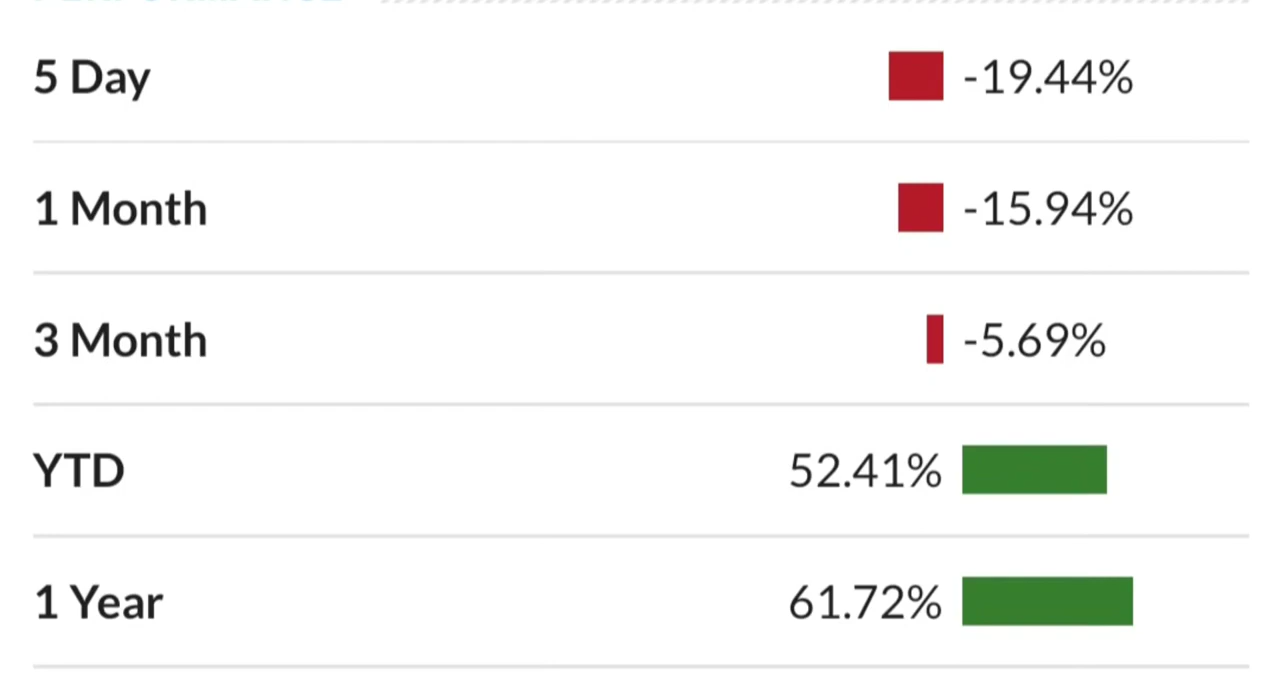 5 Day -19.44%
1 Month -15.94%
3 Month -5.69%
YTD 52.41%
1 Year 61.72%